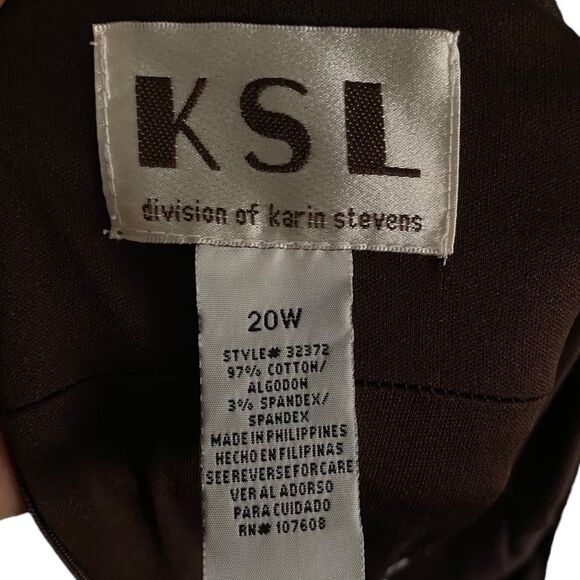 KSL
division of karin stevens
20W
STYLE# 32372
97% COTTON/
ALGODON
3% SPANDEX/
SPANDEX
MADE IN PHILIPPINES
HECHO EN FILIPINAS
SEE REVERSE FOR CARE
VER AL ADORSO
PARA CUIDADO
RN# 107608